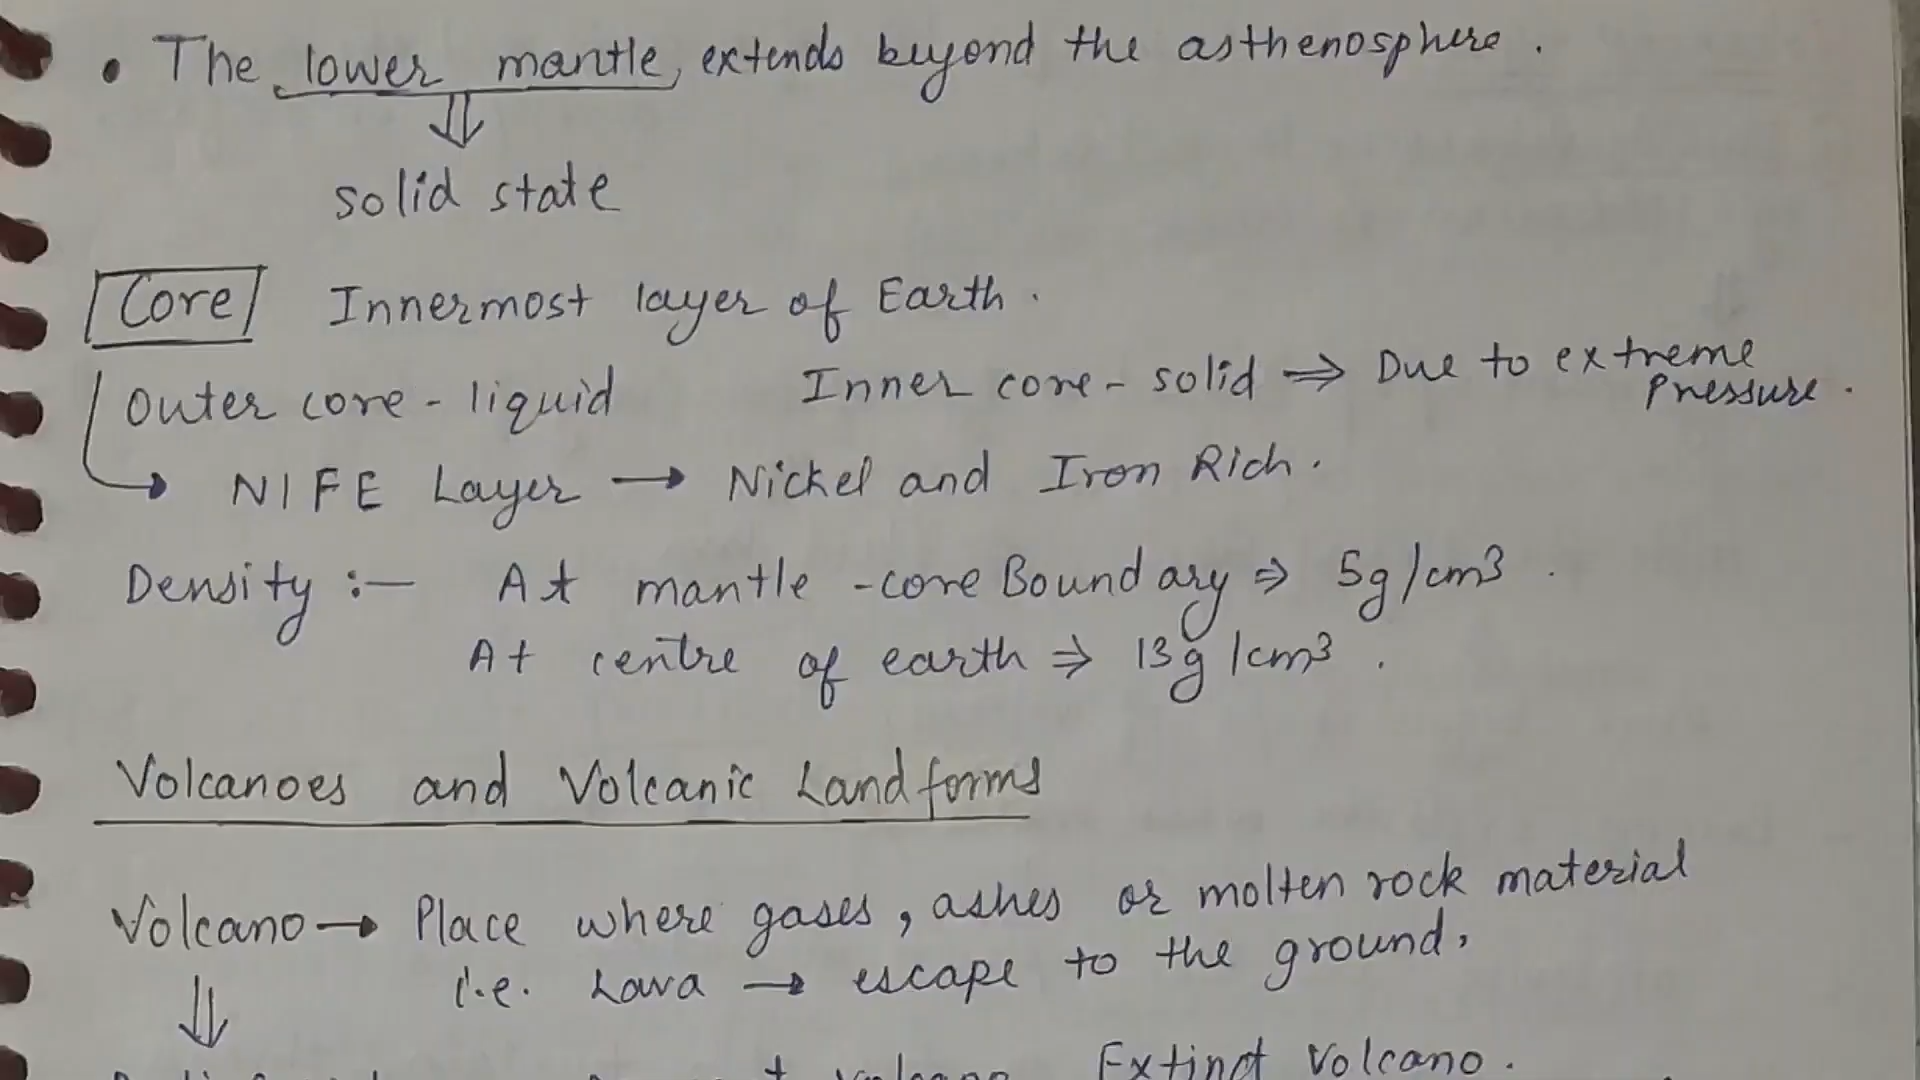 • The lower mantle, extends beyond the asthenosphere.
⇓
solid state
Core Innermost layer of Earth.
Outer core - liquid Inner core - solid ⇒ Due to extreme
Pressure.
→ NIFE Layer → Nickel and Iron Rich.
Density :- At mantle -core Boundary ⇒ 5g/cm3.
At centre of earth ⇒ 13g/cm3.
Volcanoes and Volcanic Landforms
Volcano → Place where gases, ashes or molten rock material
i.e. Lava → escape to the ground.
⇓
Extinct Volcano.